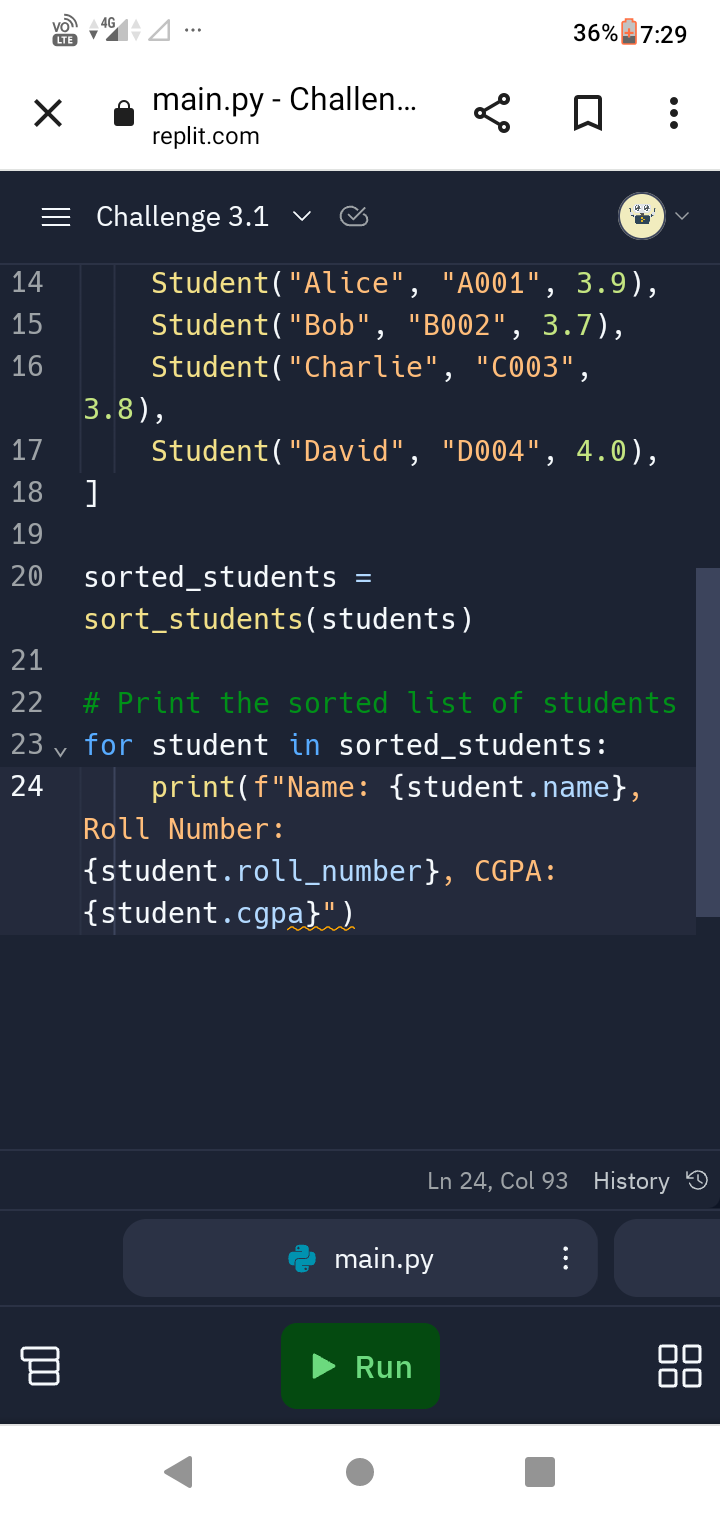 VO LTE 4G ... 36% 7:29
main.py - Challen...
replit.com
Challenge 3.1
14 Student("Alice", "A001", 3.9),
15 Student("Bob", "B002", 3.7),
16 Student("Charlie", "C003",
3.8),
17 Student("David", "D004", 4.0),
18 ]
19
20 sorted_students =
sort_students(students)
21
22 # Print the sorted list of students
23 for student in sorted_students:
24 print(f"Name: {student.name},
Roll Number:
{student.roll_number}, CGPA:
{student.cgpa}")
Ln 24, Col 93 History
main.py
Run